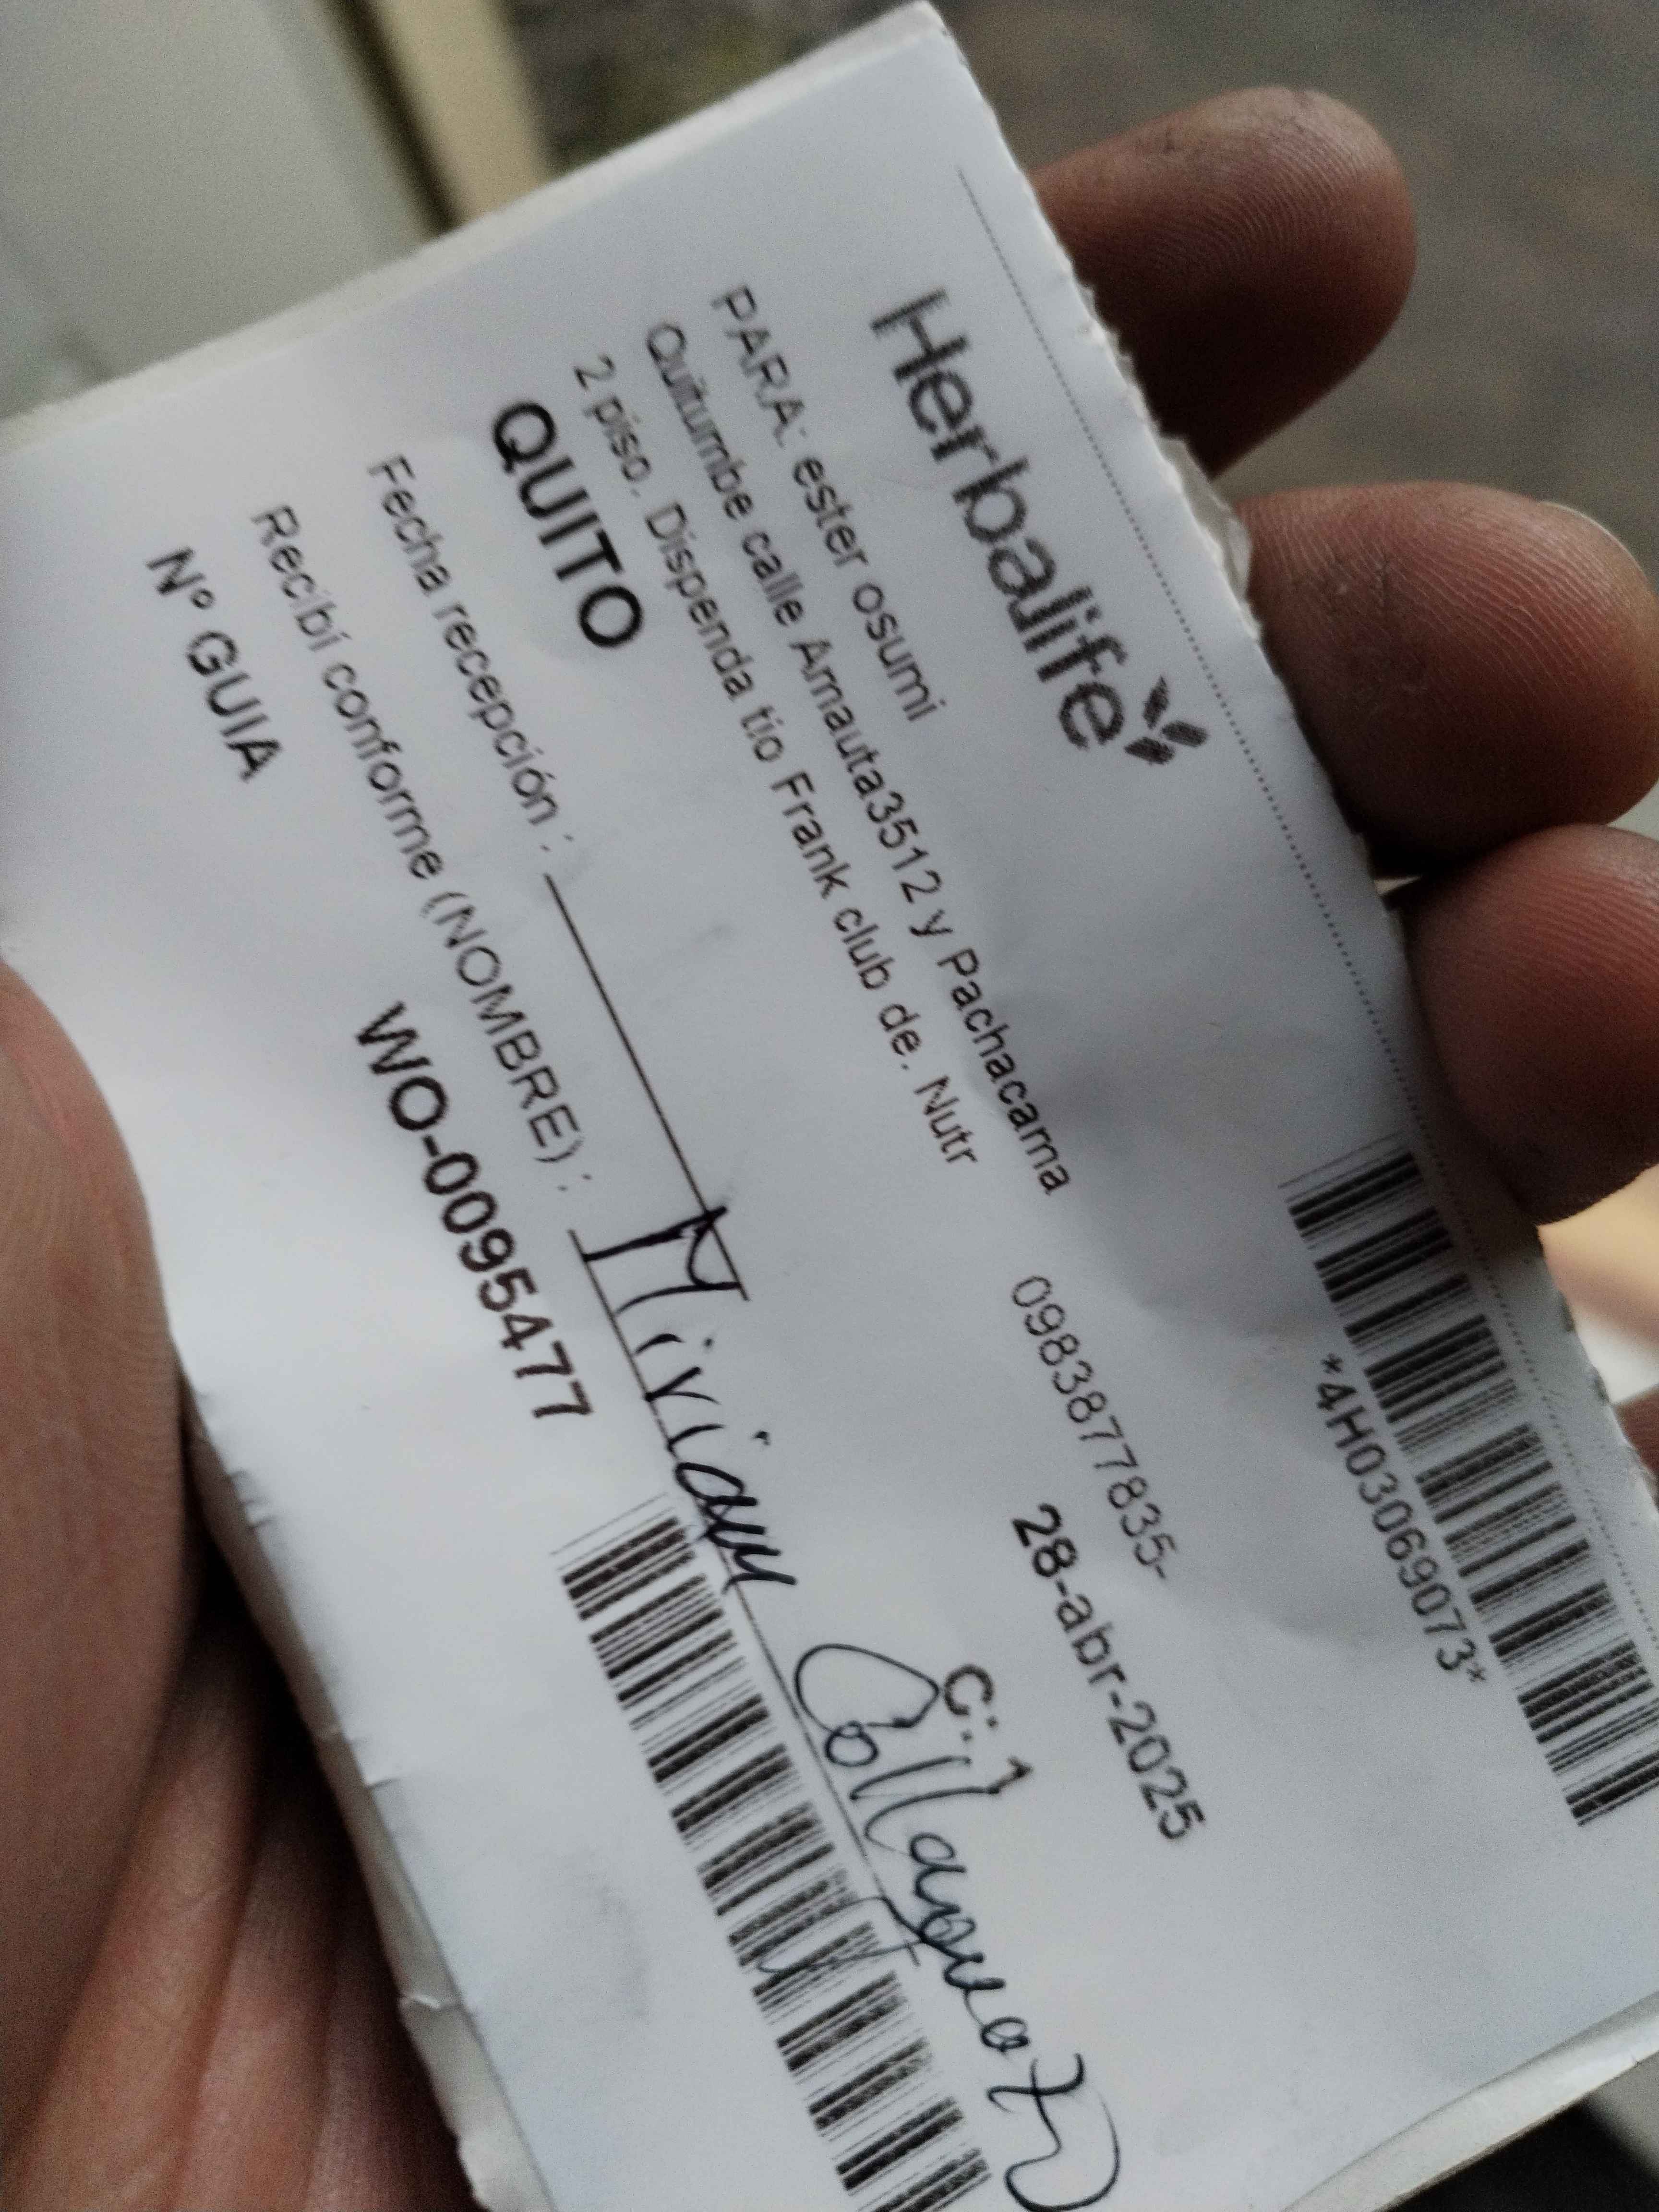 Herbalife
*4H03069073*
PARA: ester osumi
0983877835-
28-abr-2025
Quitumbe calle Amauta3512 y Pachacama
2 piso. Dispenda tio Frank club de. Nutr
C: 1
QUITO
Fecha recepción :
Recibí conforme (NOMBRE) : Miriam
Nº GUIA WO-0095477